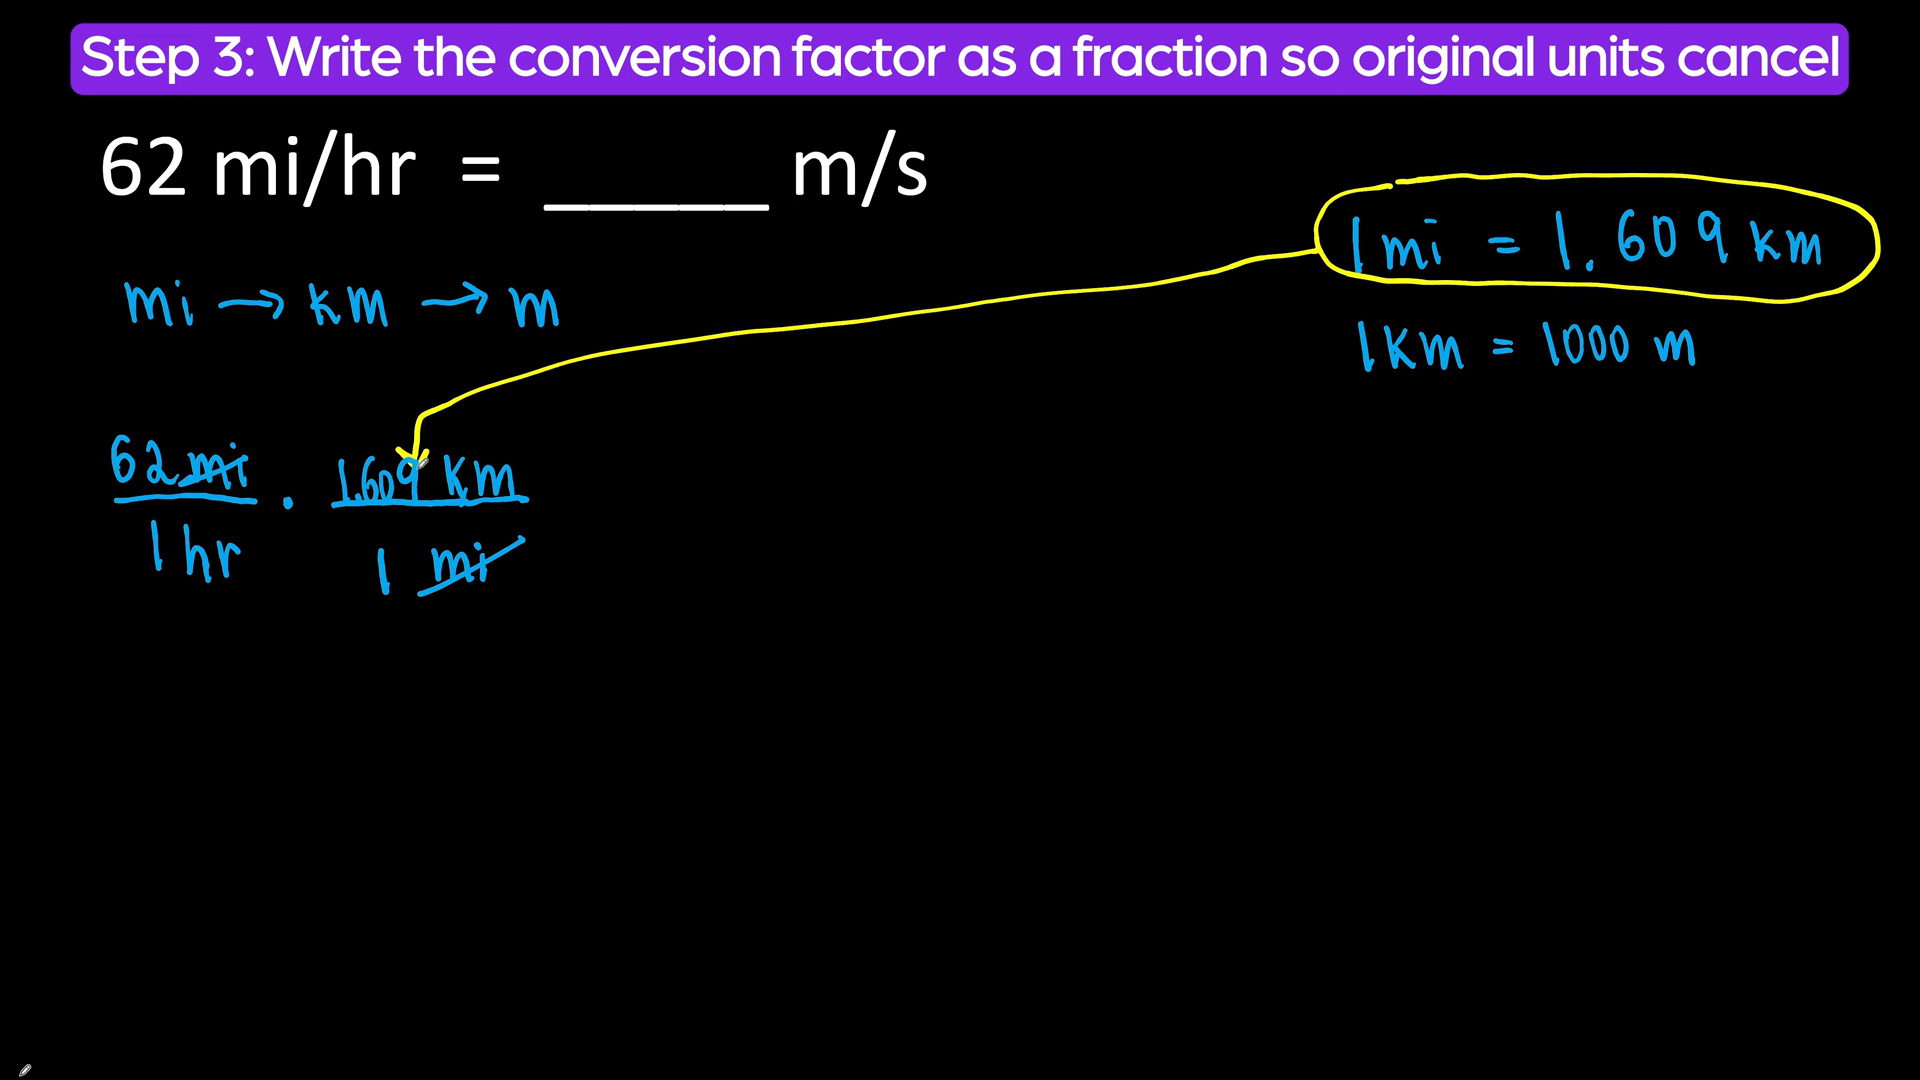 Step 3: Write the conversion factor as a fraction so original units cancel
62 mi/hr = _____ m/s
1 mi = 1.609 km
mi → km → m
1 km = 1000 m
62 mi · 1.609 km
1 hr 1 mi